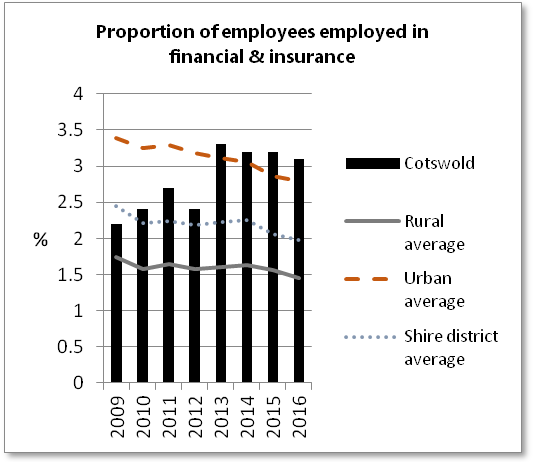 Proportion of employees employed in
financial & insurance
4
3.5
3
2.5
2
1.5
1
0.5
0
%
2009
2010
2011
2012
2013
2014
2015
2016
Cotswold
Rural
average
Urban
average
Shire district
average